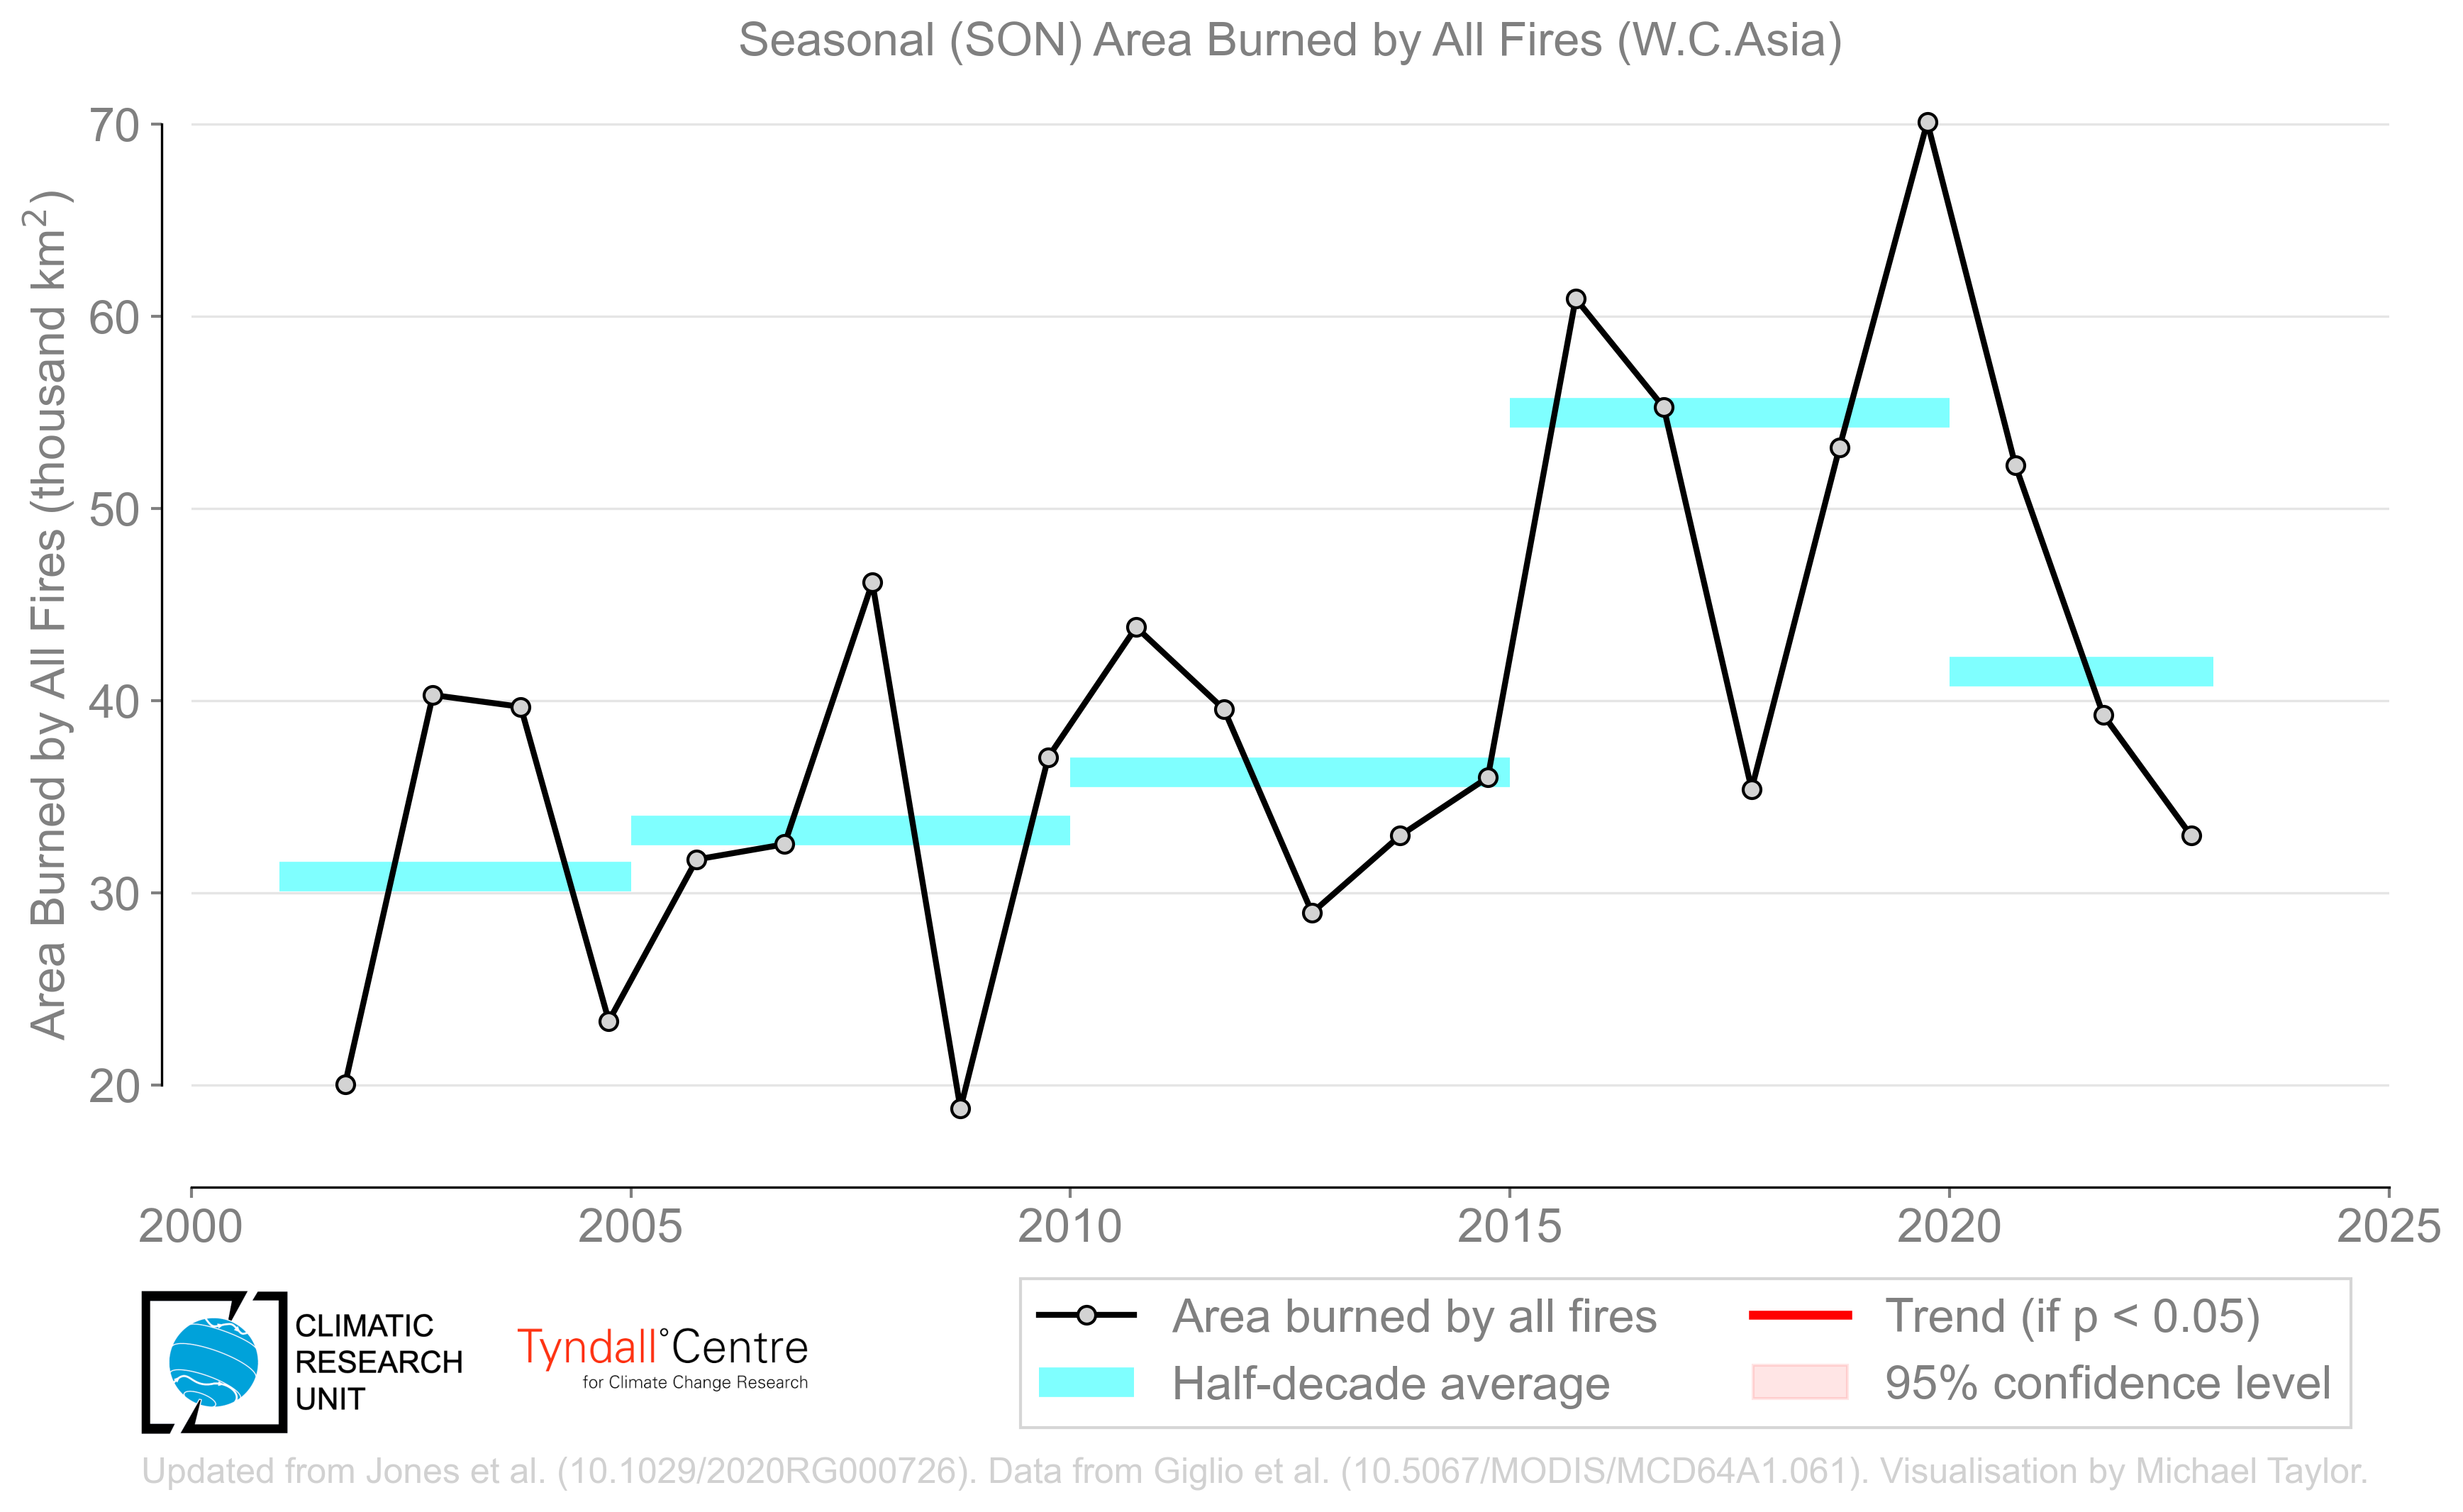 Seasonal (SON) Area Burned by All Fires (W.C.Asia)
Area Burned by All Fires (thousand km²)
70
60
50
40
30
20
2000 2005 2010 2015 2020 2025
CLIMATIC
RESEARCH
UNIT
Tyndall°Centre
for Climate Change Research
Area burned by all fires
Half-decade average
Trend (if p < 0.05)
95% confidence level
Updated from Jones et al. (10.1029/2020RG000726). Data from Giglio et al. (10.5067/MODIS/MCD64A1.061). Visualisation by Michael Taylor.